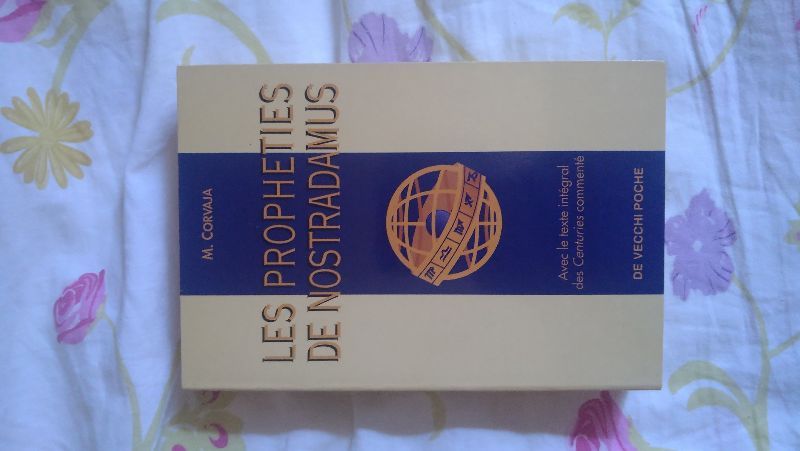 M. CORVAJA
LES PROPHETIES
DE NOSTRADAMUS
Avec le texte intégral
des Centuries commenté
DE VECCHI POCHE